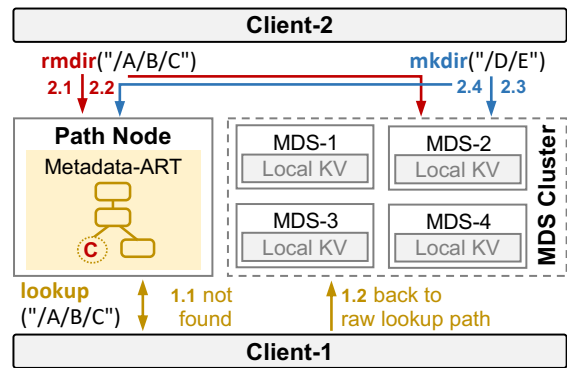 Client-2
rmdir("/A/B/C")
mkdir("/D/E")
2.1 2.2
2.4 2.3
Path Node
Metadata-ART
C
MDS-1
Local KV
MDS-2
Local KV
MDS-3
Local KV
MDS-4
Local KV
MDS Cluster
lookup
("/A/B/C")
1.1 not
found
1.2 back to
raw lookup path
Client-1